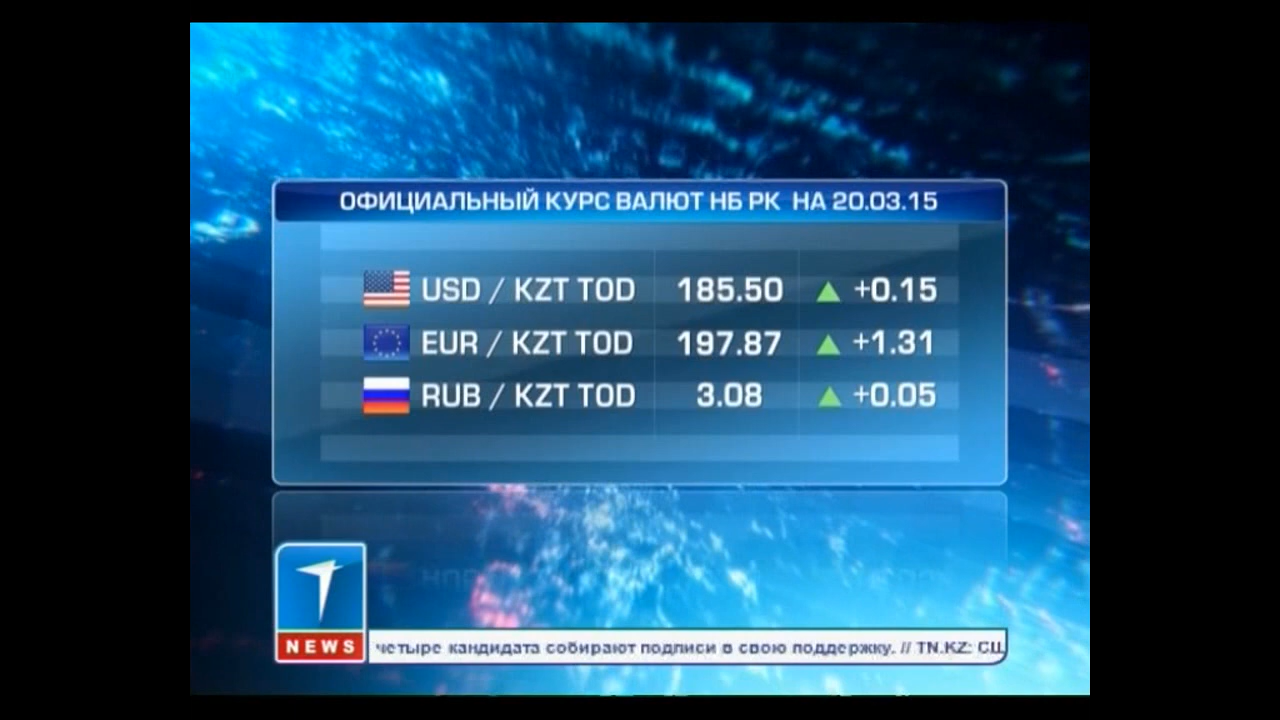 ОФИЦИАЛЬНЫЙ КУРС ВАЛЮТ НБ РК НА 20.03.15
USD / KZT TOD 185.50 +0.15
EUR / KZT TOD 197.87 +1.31
RUB / KZT TOD 3.08 +0.05
NEWS
четыре кандидата собирают подписи в свою поддержку. // TN.KZ: СШ